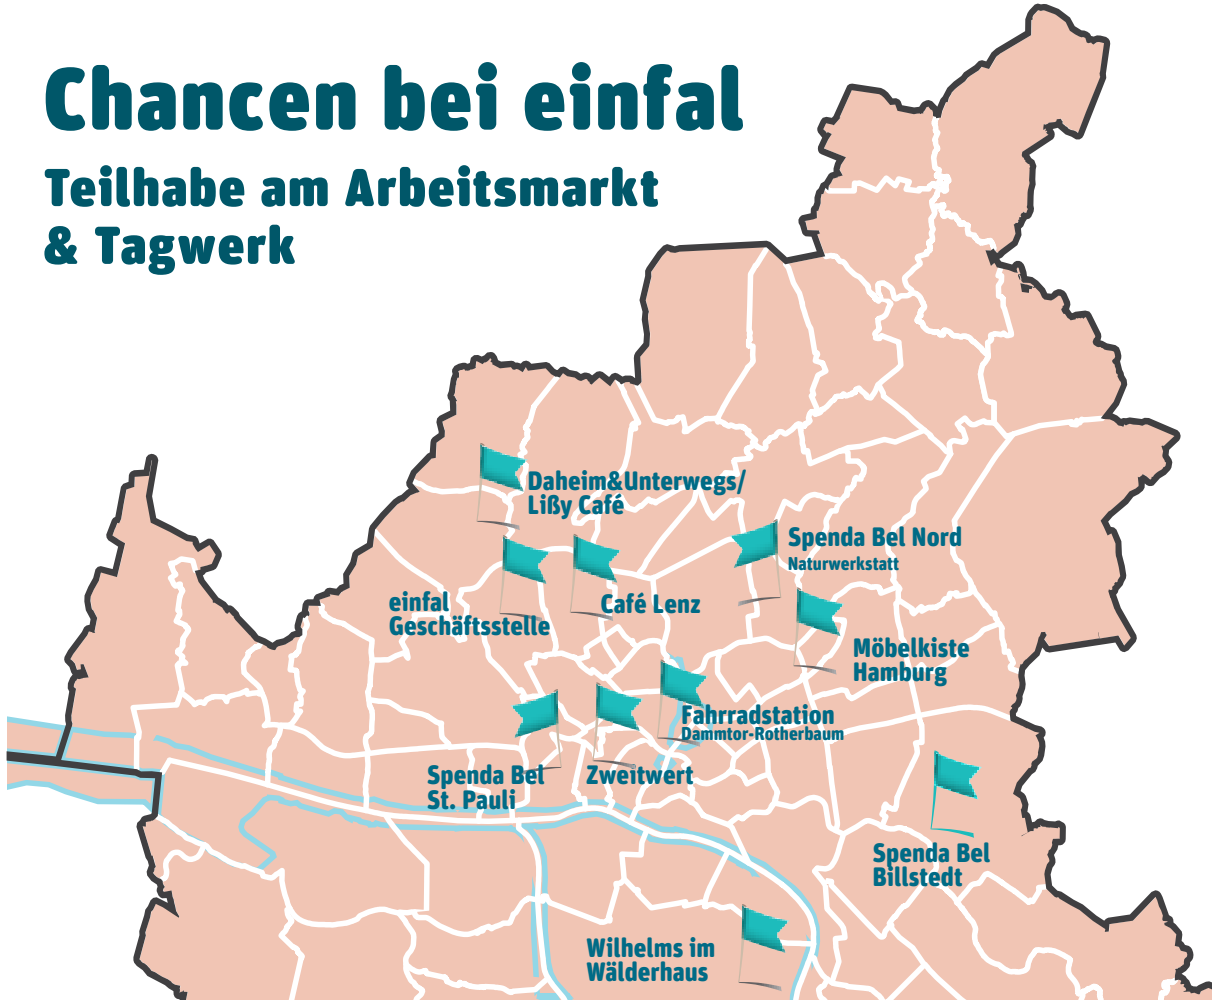 Chancen bei einfal
Teilhabe am Arbeitsmarkt
& Tagwerk
Daheim&Unterwegs/
Lißy Café
Spenda Bel Nord
Naturwerkstatt
einfal
Geschäftsstelle
Café Lenz
Möbelkiste
Hamburg
Fahrradstation
Dammtor-Rotherbaum
Spenda Bel
St. Pauli
Zweitwert
Spenda Bel
Billstedt
Wilhelms im
Wälderhaus